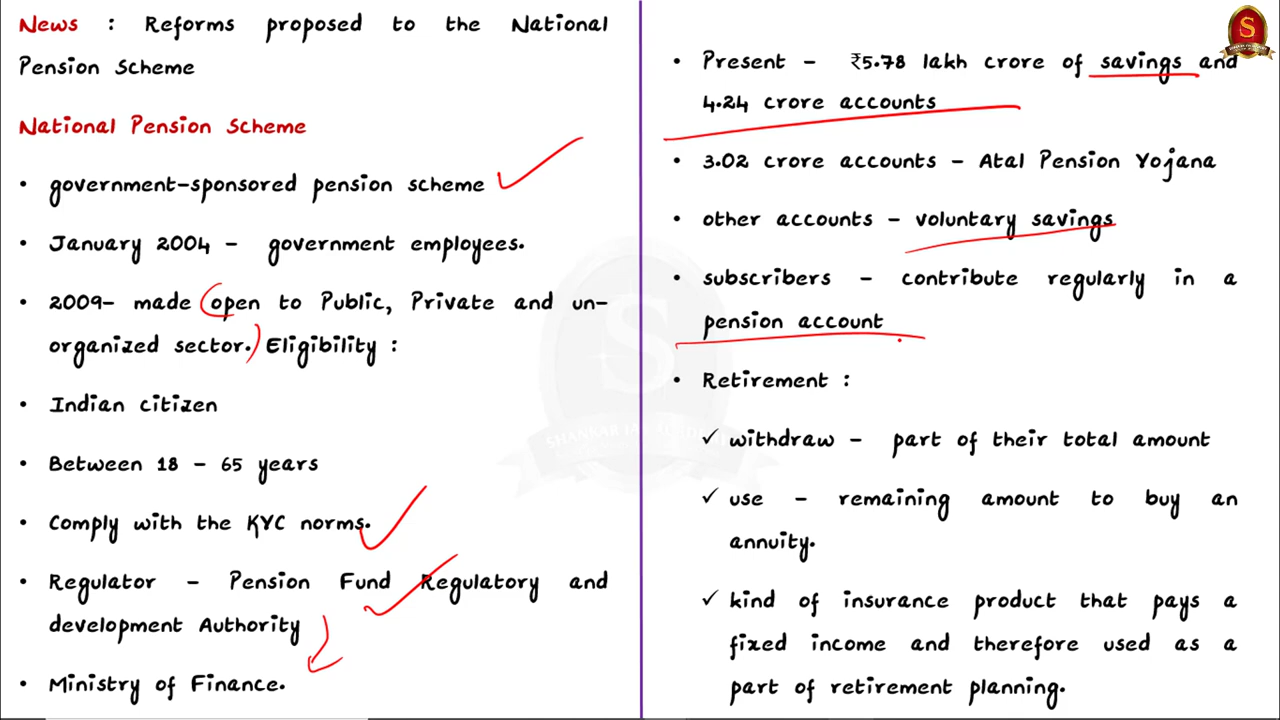 News : Reforms proposed to the National
Pension Scheme
National Pension Scheme
• government-sponsored pension scheme
• January 2004 - government employees.
• 2009- made open to Public, Private and un-
organized sector. Eligibility :
• Indian citizen
• Between 18 - 65 years
• Comply with the KYC norms.
• Regulator - Pension Fund Regulatory and
development Authority
• Ministry of Finance.
• Present - ₹5.78 lakh crore of savings and
4.24 crore accounts
• 3.02 crore accounts - Atal Pension Yojana
• other accounts - voluntary savings
• subscribers - contribute regularly in a
pension account
• Retirement :
✓ withdraw - part of their total amount
✓ use - remaining amount to buy an
annuity.
✓ kind of insurance product that pays a
fixed income and therefore used as a
part of retirement planning.
S